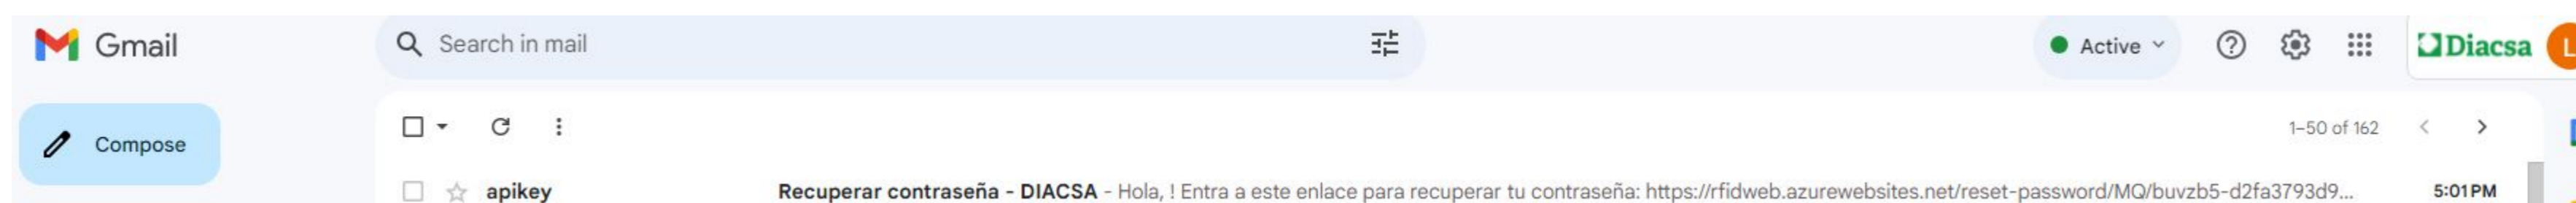 Gmail
Search in mail
Active
Diacsa
L
Compose
1–50 of 162
apikey Recuperar contraseña - DIACSA - Hola, ! Entra a este enlace para recuperar tu contraseña: https://rfidweb.azurewebsites.net/reset-password/MQ/buvzb5-d2fa3793d9... 5:01 PM